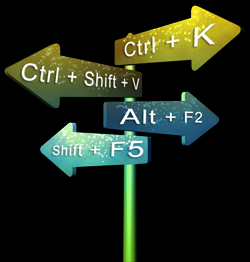 Ctrl + K
Ctrl + Shift + V
Alt + F2
Shift + F5